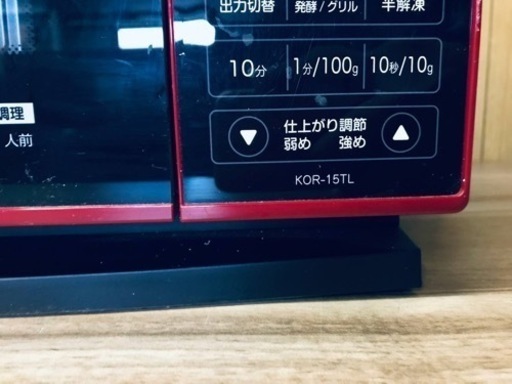 出力切替 発酵/グリル 半解凍
10分 1分/100g 10秒/10g
仕上がり調節
▼ 弱め 強め ▲
KOR-15TL
調理
人前